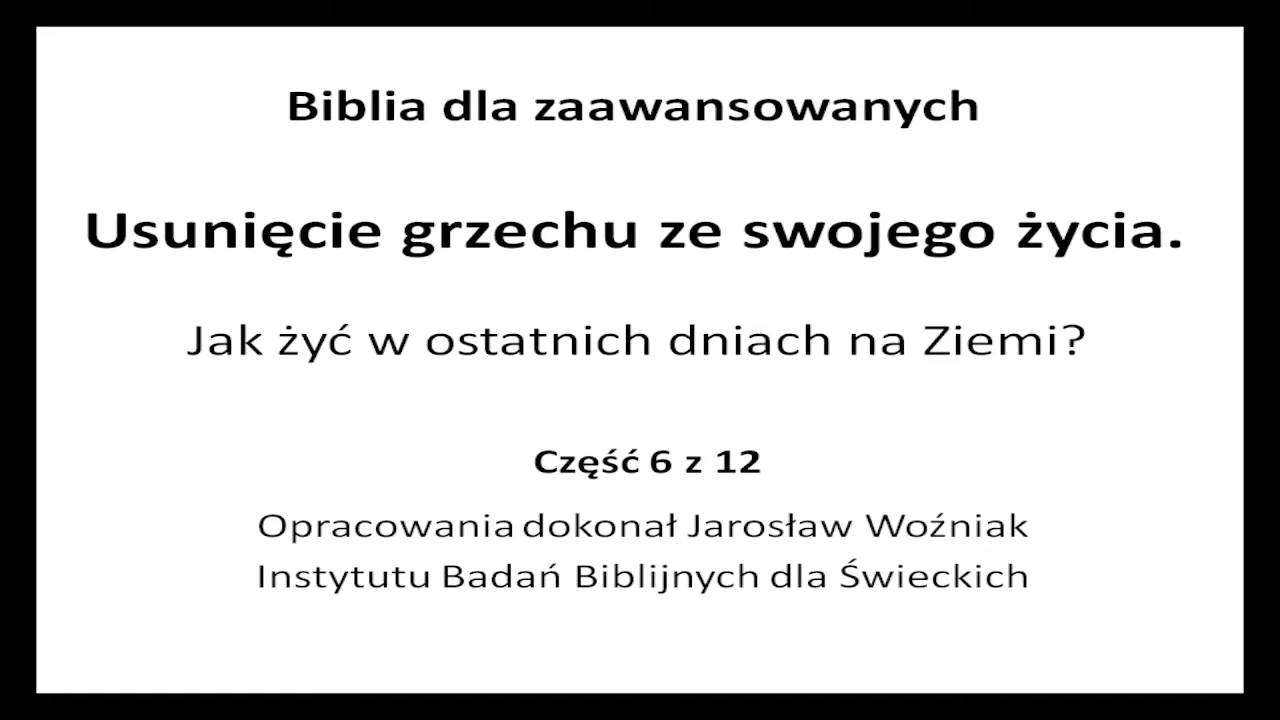 Biblia dla zaawansowanych
Usunięcie grzechu ze swojego życia.
Jak żyć w ostatnich dniach na Ziemi?
Część 6 z 12
Opracowania dokonał Jarosław Woźniak
Instytutu Badań Biblijnych dla Świeckich